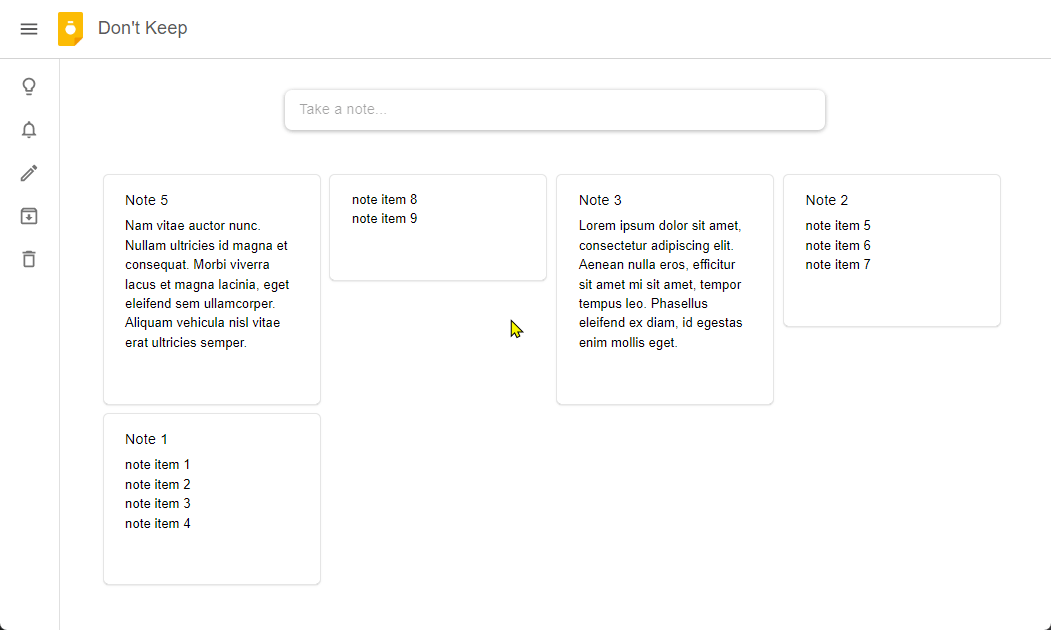 Don't Keep
Take a note...
Note 5
Nam vitae auctor nunc.
Nullam ultricies id magna et
consequat. Morbi viverra
lacus et magna lacinia, eget
eleifend sem ullamcorper.
Aliquam vehicula nisl vitae
erat ultricies semper.
note item 8
note item 9
Note 3
Lorem ipsum dolor sit amet,
consectetur adipiscing elit.
Aenean nulla eros, efficitur
sit amet mi sit amet, tempor
tempus leo. Phasellus
eleifend ex diam, id egestas
enim mollis eget.
Note 2
note item 5
note item 6
note item 7
Note 1
note item 1
note item 2
note item 3
note item 4